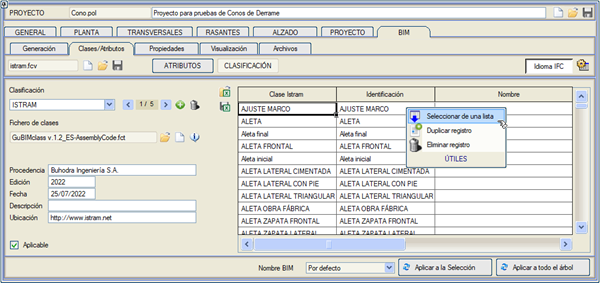 PROYECTO Cono.pol Proyecto para pruebas de Conos de Derrame
GENERAL PLANTA TRANSVERSALES RASANTES ALZADO PROYECTO BIM
Generación Clases/Atributos Propiedades Visualización Archivos
istram.fcv ATRIBUTOS CLASIFICACIÓN Idioma IFC
Clasificación
ISTRAM 1 / 5
Fichero de clases
GuBIMclass v.1.2_ES-AssemblyCode.fct
Procedencia Buhodra Ingeniería S.A.
Edición 2022
Fecha 25/07/2022
Descripción
Ubicación http://www.istram.net
Aplicable
Clase Istram Identificación Nombre
AJUSTE MARCO AJUSTE MARCO
ALETA ALETA
Aleta final Aleta final
ALETA FRONTAL ALETA FRONTAL
Aleta inicial Aleta inicial
ALETA LATERAL CIMENTADA ALETA LATERAL CIMENTADA
ALETA LATERAL CON PIE ALETA LATERAL CON PIE
ALETA LATERAL TRIANGULAR ALETA LATERAL TRIANGULAR
ALETA OBRA FÁBRICA ALETA OBRA FÁBRICA
ALETA ZAPATA FRONTAL ALETA ZAPATA FRONTAL
Seleccionar de una lista
Duplicar registro
Eliminar registro
ÚTILES
Nombre BIM Por defecto Aplicar a la Selección Aplicar a todo el árbol